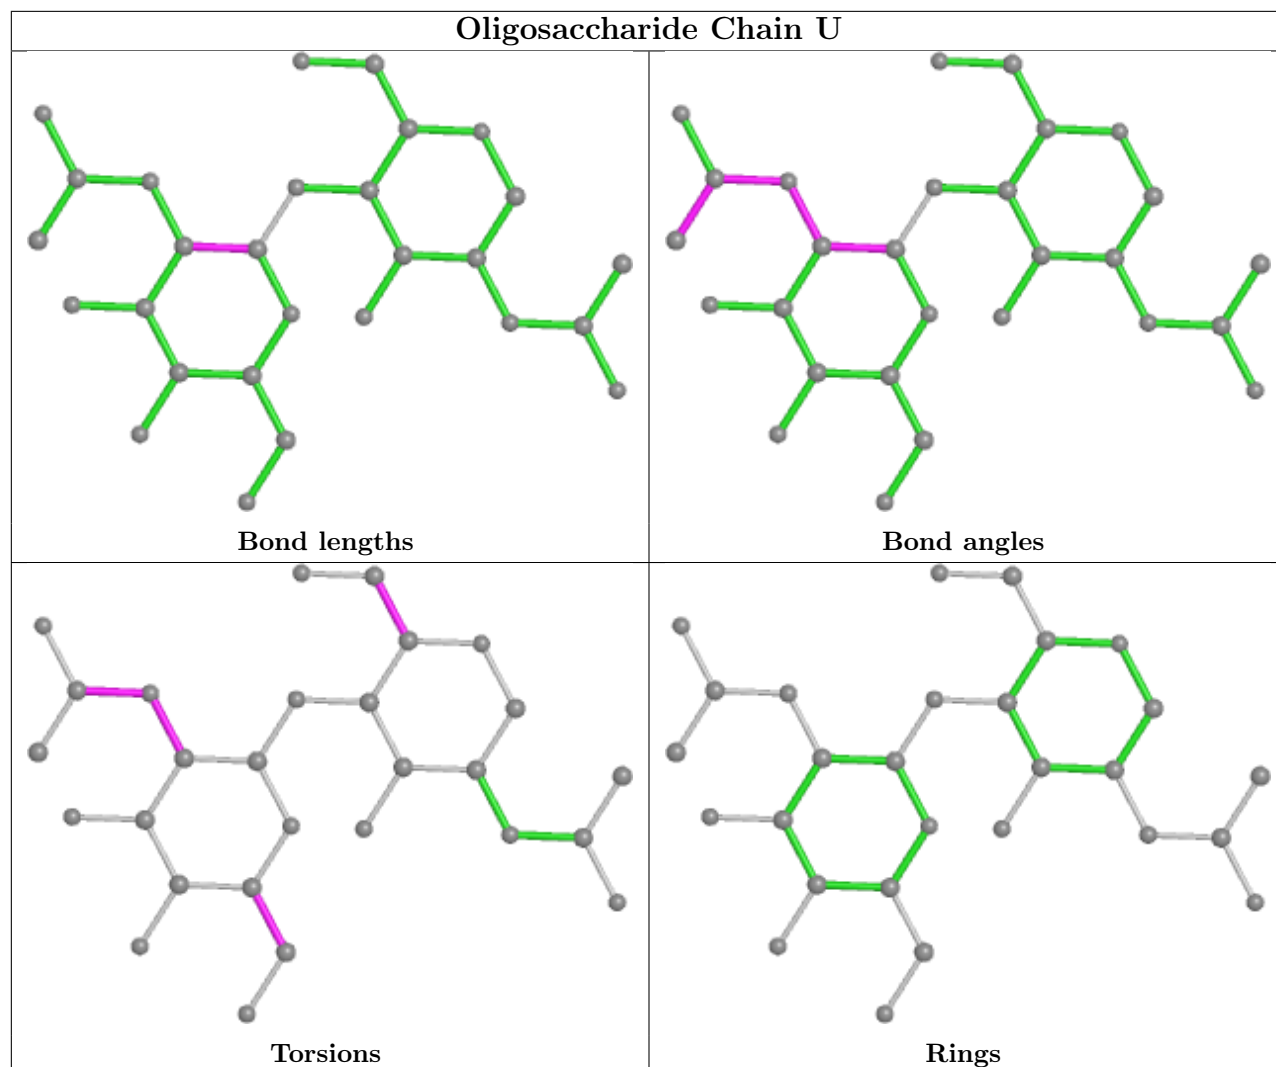 Oligosaccharide Chain U
Bond lengths
Bond angles
Torsions
Rings